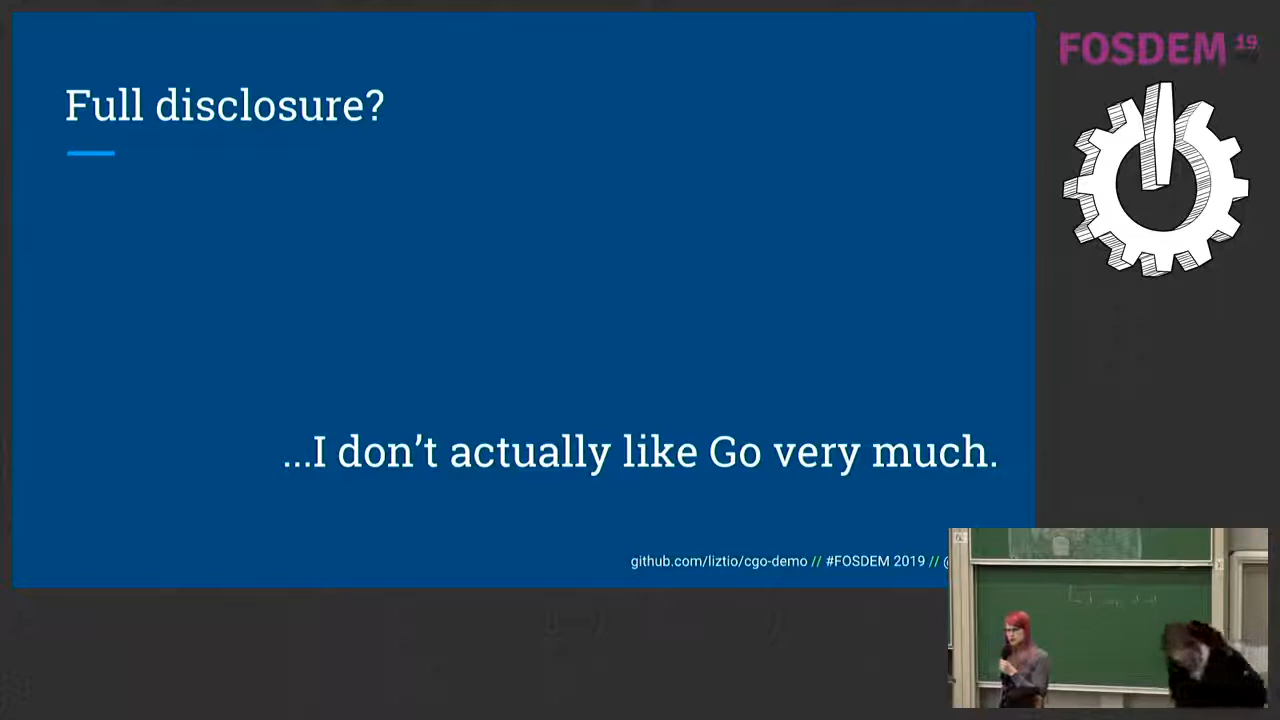 Full disclosure?
...I don’t actually like Go very much.
github.com/liztio/cgo-demo // #FOSDEM 2019 //
FOSDEM 19